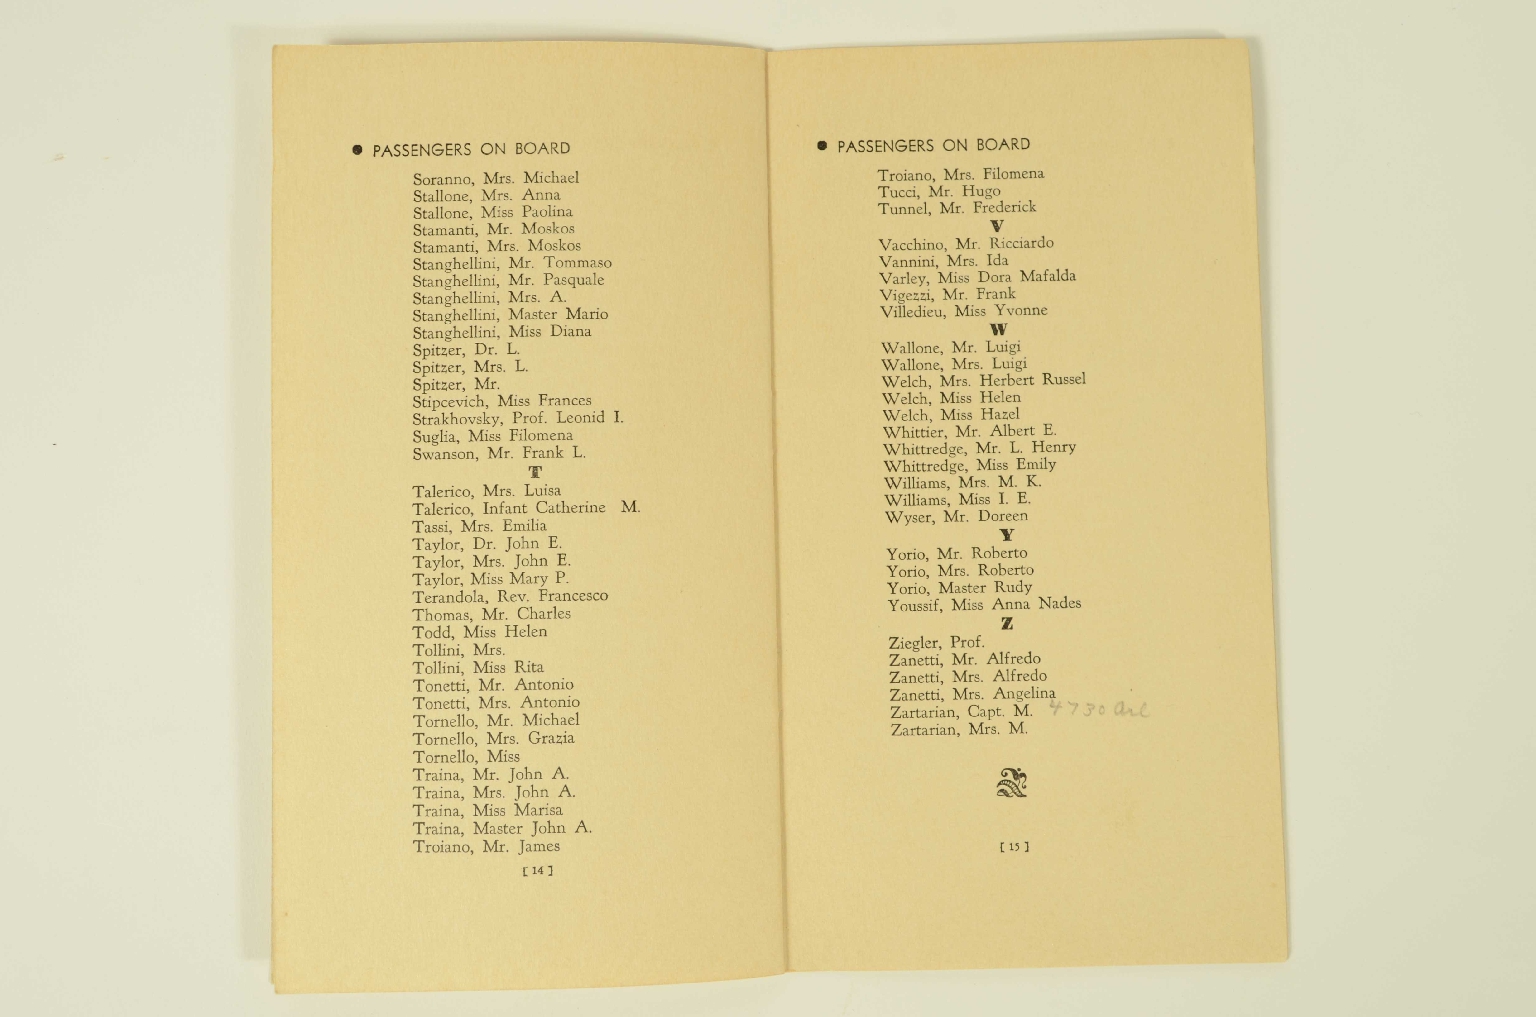 ● PASSENGERS ON BOARD
Soranno, Mrs. Michael
Stallone, Mrs. Anna
Stallone, Miss Paolina
Stamanti, Mr. Moskos
Stamanti, Mrs. Moskos
Stanghellini, Mr. Tommaso
Stanghellini, Mr. Pasquale
Stanghellini, Mrs. A.
Stanghellini, Master Mario
Stanghellini, Miss Diana
Spitzer, Dr. L.
Spitzer, Mrs. L.
Spitzer, Mr.
Stipcevich, Miss Frances
Strakhovsky, Prof. Leonid I.
Suglia, Miss Filomena
Swanson, Mr. Frank L.
T
Talerico, Mrs. Luisa
Talerico, Infant Catherine M.
Tassi, Mrs. Emilia
Taylor, Dr. John E.
Taylor, Mrs. John E.
Taylor, Miss Mary P.
Terandola, Rev. Francesco
Thomas, Mr. Charles
Todd, Miss Helen
Tollini, Mrs.
Tollini, Miss Rita
Tonetti, Mr. Antonio
Tonetti, Mrs. Antonio
Tornello, Mr. Michael
Tornello, Mrs. Grazia
Tornello, Miss
Traina, Mr. John A.
Traina, Mrs. John A.
Traina, Miss Marisa
Traina, Master John A.
Troiano, Mr. James
[ 14 ]
● PASSENGERS ON BOARD
Troiano, Mrs. Filomena
Tucci, Mr. Hugo
Tunnel, Mr. Frederick
V
Vacchino, Mr. Ricciardo
Vannini, Mrs. Ida
Varley, Miss Dora Mafalda
Vigezzi, Mr. Frank
Villedieu, Miss Yvonne
W
Wallone, Mr. Luigi
Wallone, Mrs. Luigi
Welch, Mrs. Herbert Russel
Welch, Miss Helen
Welch, Miss Hazel
Whittier, Mr. Albert E.
Whittredge, Mr. L. Henry
Whittredge, Miss Emily
Williams, Mrs. M. K.
Williams, Miss I. E.
Wyser, Mr. Doreen
Y
Yorio, Mr. Roberto
Yorio, Mrs. Roberto
Yorio, Master Rudy
Youssif, Miss Anna Nades
Z
Ziegler, Prof.
Zanetti, Mr. Alfredo
Zanetti, Mrs. Alfredo
Zanetti, Mrs. Angelina
Zartarian, Capt. M. 4730
Zartarian, Mrs. M.
[ 15 ]